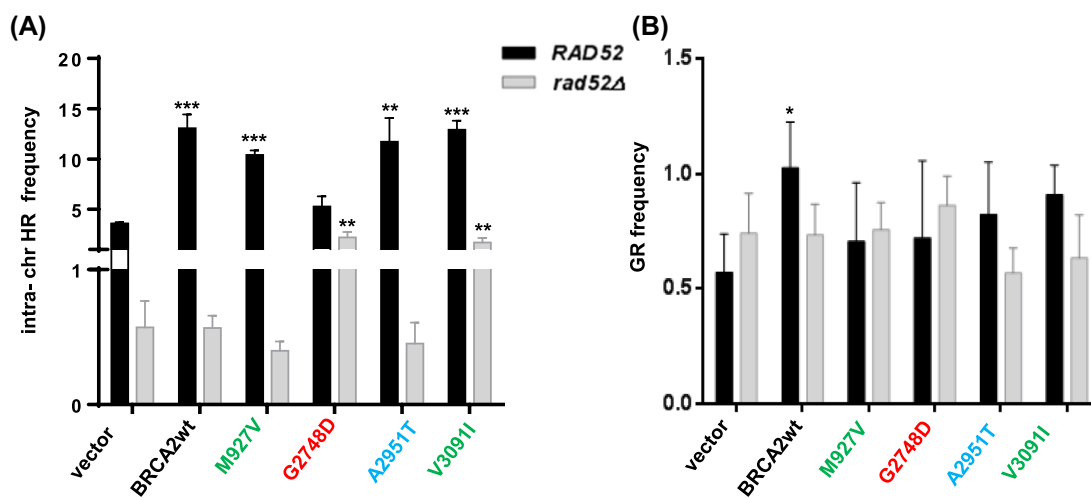 (A)
(B)
RAD52
rad52Δ
intra- chr HR frequency
20
15
10
5
1
0
***
***
**
***
**
**
vector
BRCA2wt
M927V
G2748D
A2951T
V3091I
GR frequency
1.5
1.0
0.5
0.0
*
vector
BRCA2wt
M927V
G2748D
A2951T
V3091I